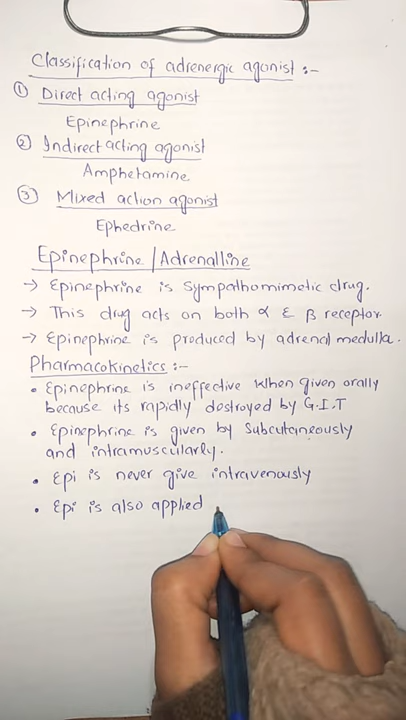 Classification of adrenergic agonist :-
① Direct acting agonist
Epinephrine
② Indirect acting agonist
Amphetamine
③ Mixed action agonist
Ephedrine
Epinephrine / Adrenalline
→ Epinephrine is sympathomimetic drug.
→ This drug acts on both α & β receptor.
→ Epinephrine is produced by adrenal medulla.
Pharmacokinetics :-
• Epinephrine is ineffective when given orally
because its rapidly destroyed by G.I.T
• Epinephrine is given by Subcutaneously
and intramuscularly.
• Epi is never give intravenously
• Epi is also applied